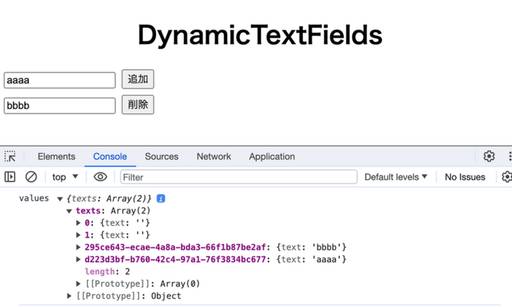 DynamicTextFields
aaaa 追加
bbbb 削除
Elements Console Sources Network Application
top Filter Default levels No Issues
values {texts: Array(2)} i
texts: Array(2)
0: {text: ''}
1: {text: ''}
295ce643-ecae-4a8a-bda3-66f1b87be2af: {text: 'bbbb'}
d223d3bf-b760-42c4-97a1-76f3834bc677: {text: 'aaaa'}
length: 2
[[Prototype]]: Array(0)
[[Prototype]]: Object